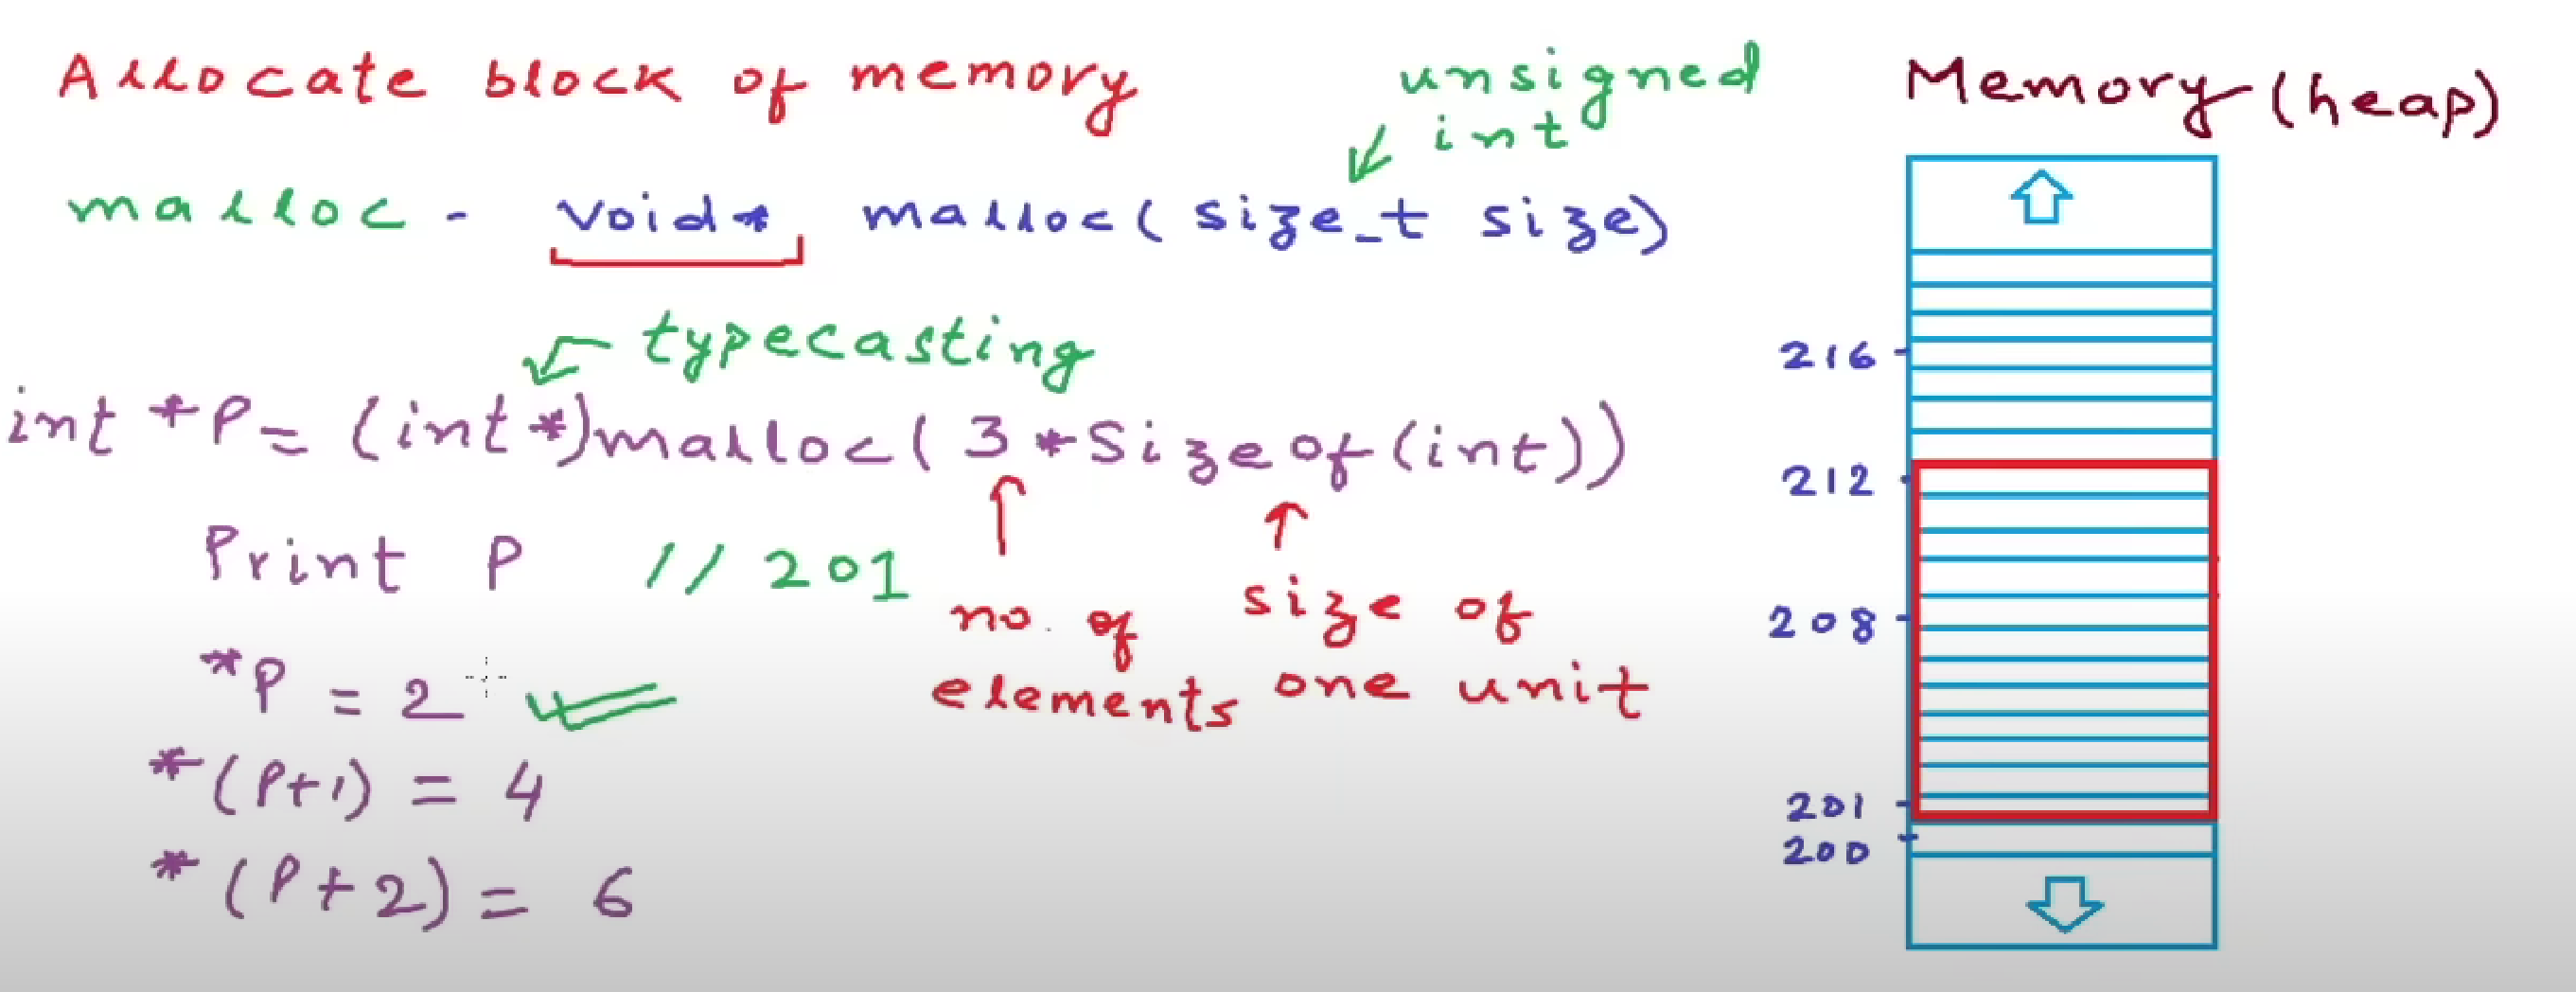 Allocate block of memory
unsigned
int
malloc - void* malloc(size_t size)
typecasting
int *P = (int*)malloc(3*Sizeof(int))
Print P // 201
no. of
elements
size of
one unit
*P = 2
*(P+1) = 4
*(P+2) = 6
Memory (heap)
216
212
208
201
200